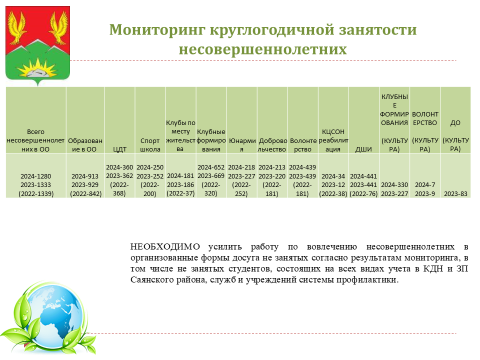 Мониторинг круглогодичной занятости
несовершеннолетних
Всего
несовершеннолет
них в ОО
Образован
ие в ОО
ЦДТ
Спорт
школа
Клубы по
месту
жительст
ва
Клубные
формиро
вания
Юнарми
я
Доброво
льчество
Волонте
рство
КЦСОН
реабилит
ация
ДШИ
КЛУБНЫ
Е
ФОРМИР
ОВАНИЙ
(КУЛЬТУ
РА)
ВОЛОНТ
ЕРСТВО
(КУЛЬТУ
РА)
ДО
(КУЛЬТУ
РА)
2024-1280
2023-1333
(2022-1339)
2024-913
2023-929
(2022-842)
2024-360
2023-362
(2022-
368)
2024-250
2023-252
(2022-
200)
2024-181
2023-186
(2022-37)
2024-652
2023-669
(2022-
320)
2024-218
2023-227
(2022-
252)
2024-213
2023-220
(2022-
181)
2024-439
2023-439
(2022-
181)
2024-34
2023-12
(2022-38)
2024-441
2023-441
(2022-76)
2024-330
2023-227
2024-7
2023-9
2023-83
НЕОБХОДИМО усилить работу по вовлечению несовершеннолетних в
организованные формы досуга не занятых согласно результатам мониторинга, в
том числе не занятых студентов, состоящих на всех видах учета в КДН и ЗП
Саянского района, служб и учреждений системы профилактики.